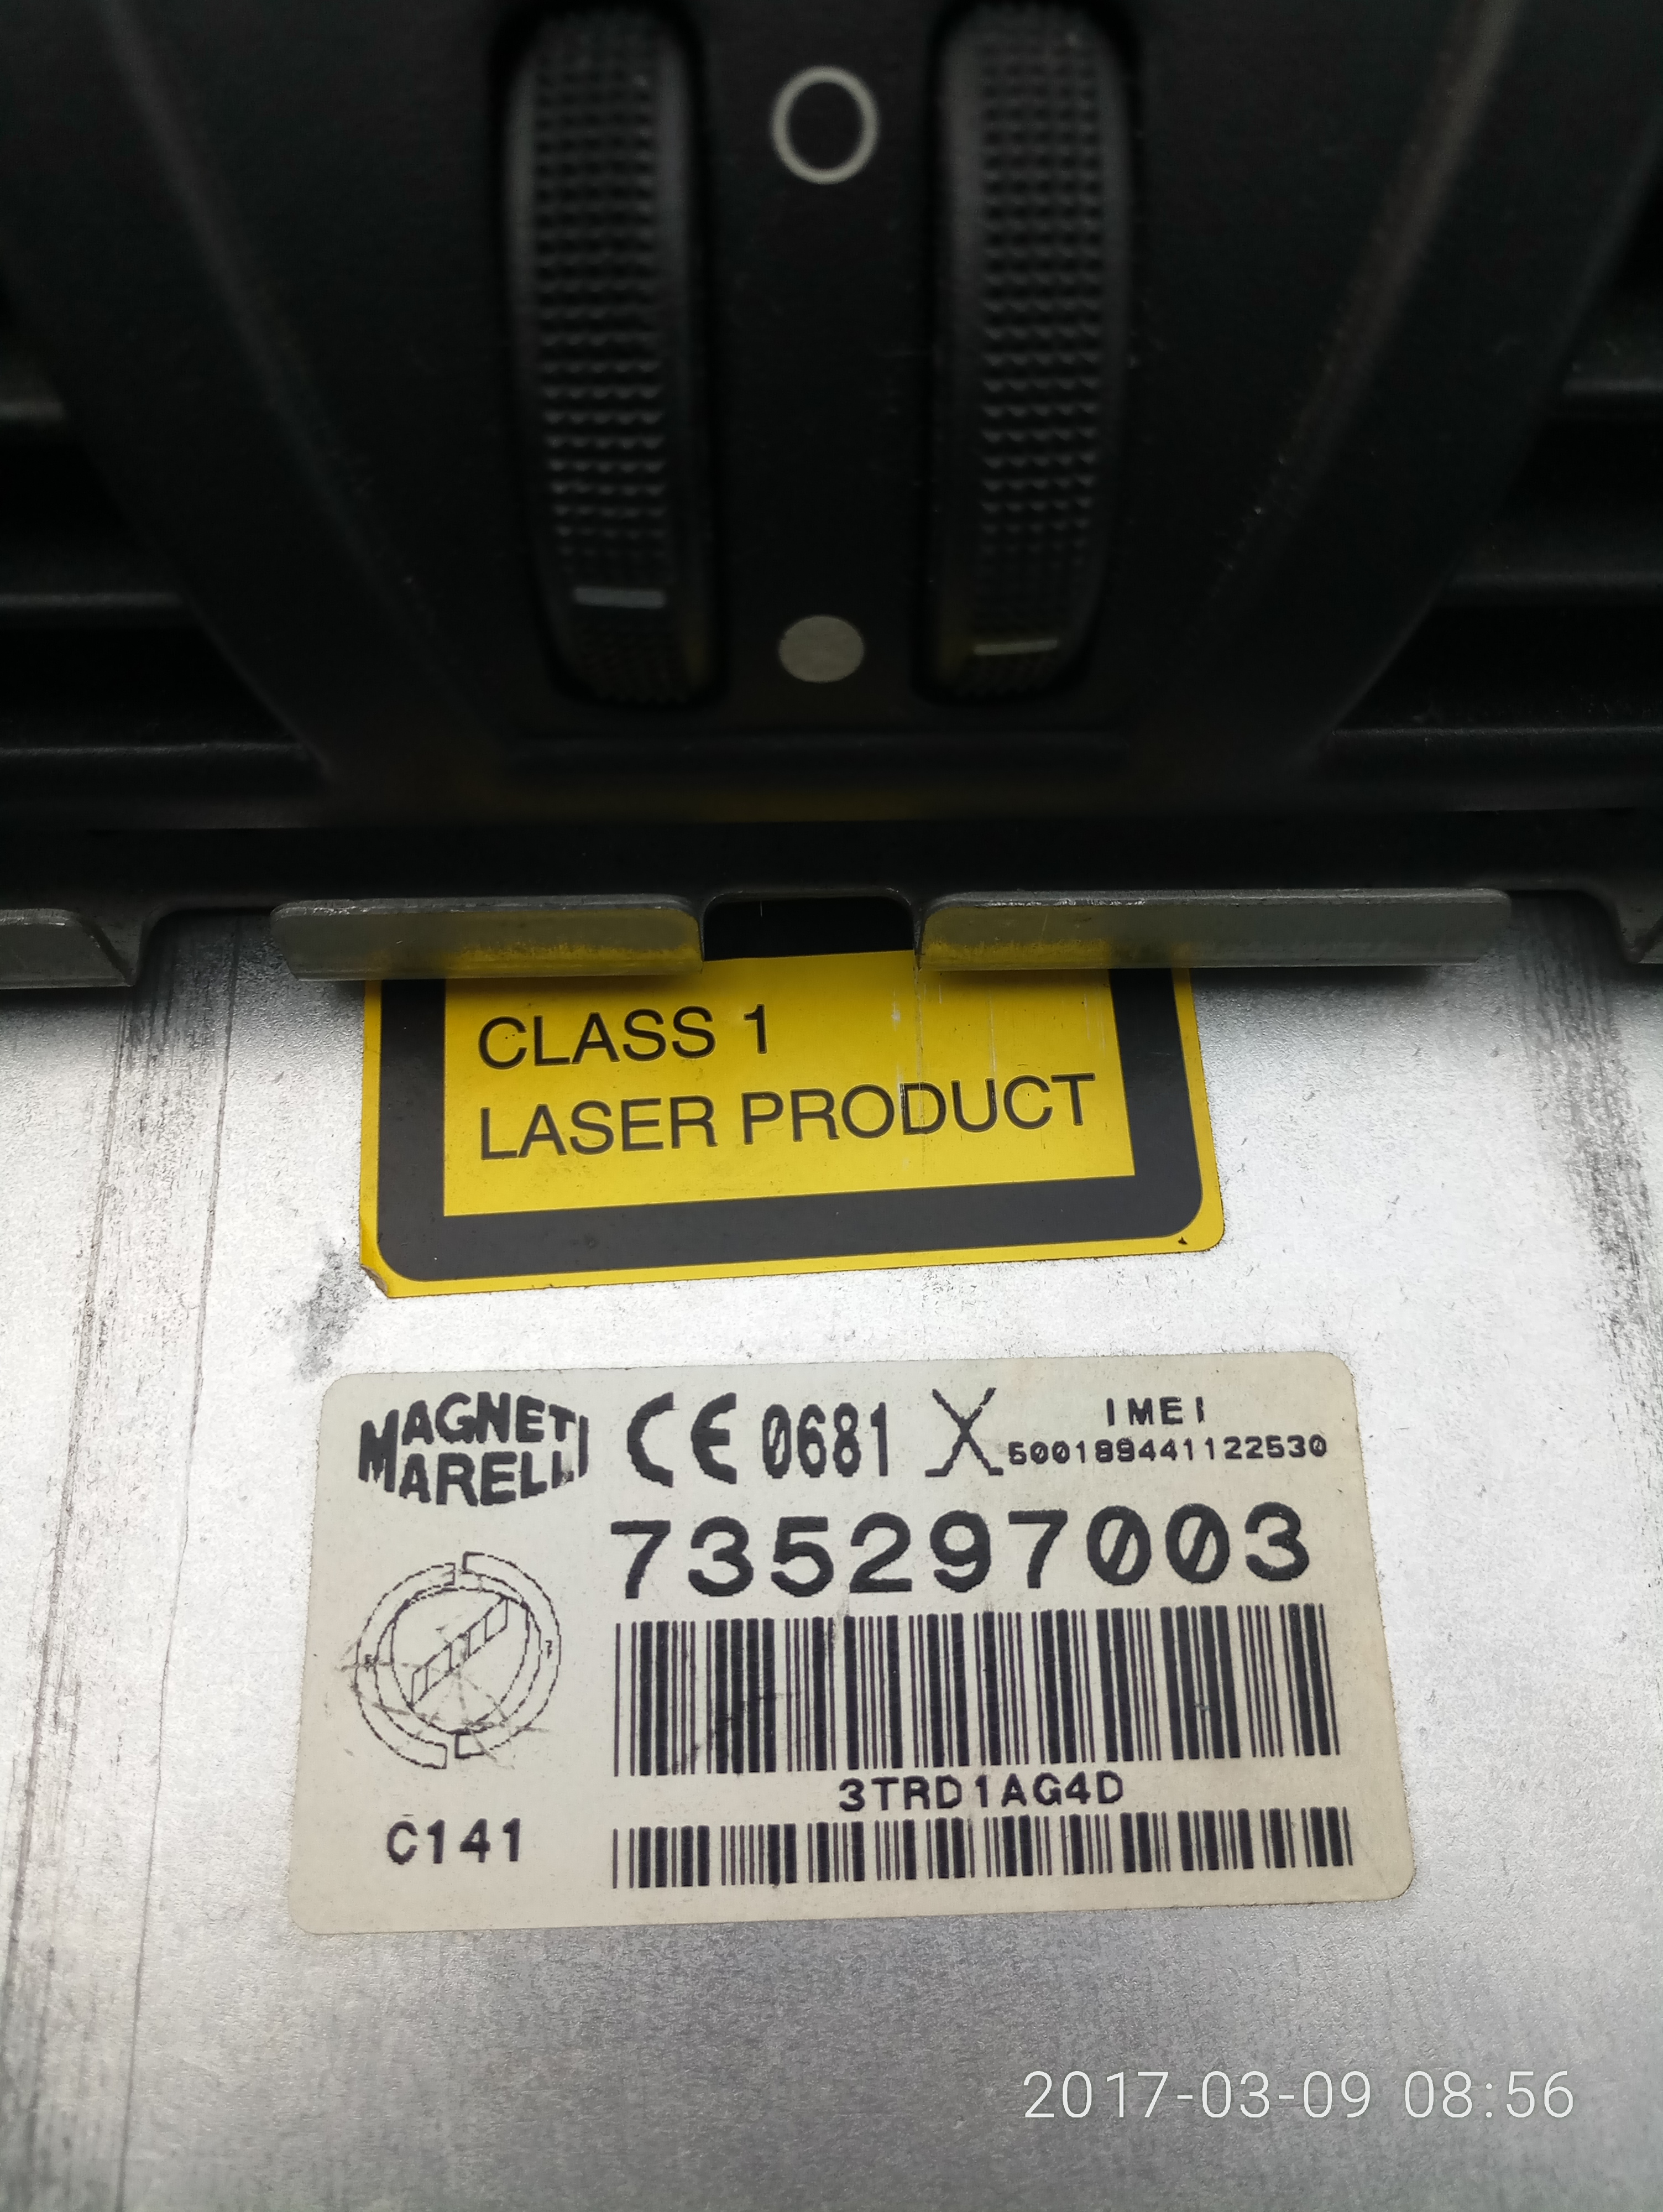 CLASS 1
LASER PRODUCT
MAGNETI
MARELLI
CE 0681
IMEI
500189441122530
735297003
3TRD1AG4D
C141
2017-03-09 08:56